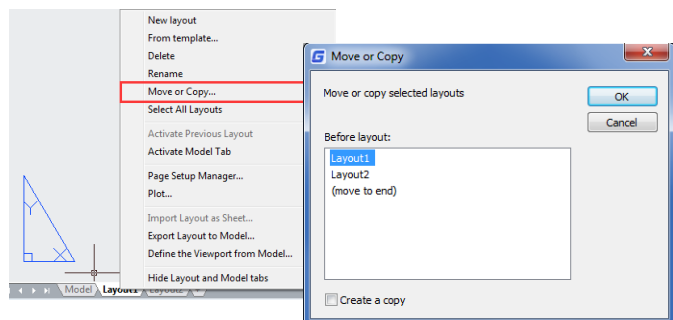 New layout
From template...
Delete
Rename
Move or Copy...
Select All Layouts
Activate Previous Layout
Activate Model Tab
Page Setup Manager...
Plot...
Import Layout as Sheet...
Export Layout to Model...
Define the Viewport from Model...
Hide Layout and Model tabs
Y
X
Model Layout1 Layout2 +
Move or Copy
Move or copy selected layouts
OK
Cancel
Before layout:
Layout1
Layout2
(move to end)
Create a copy